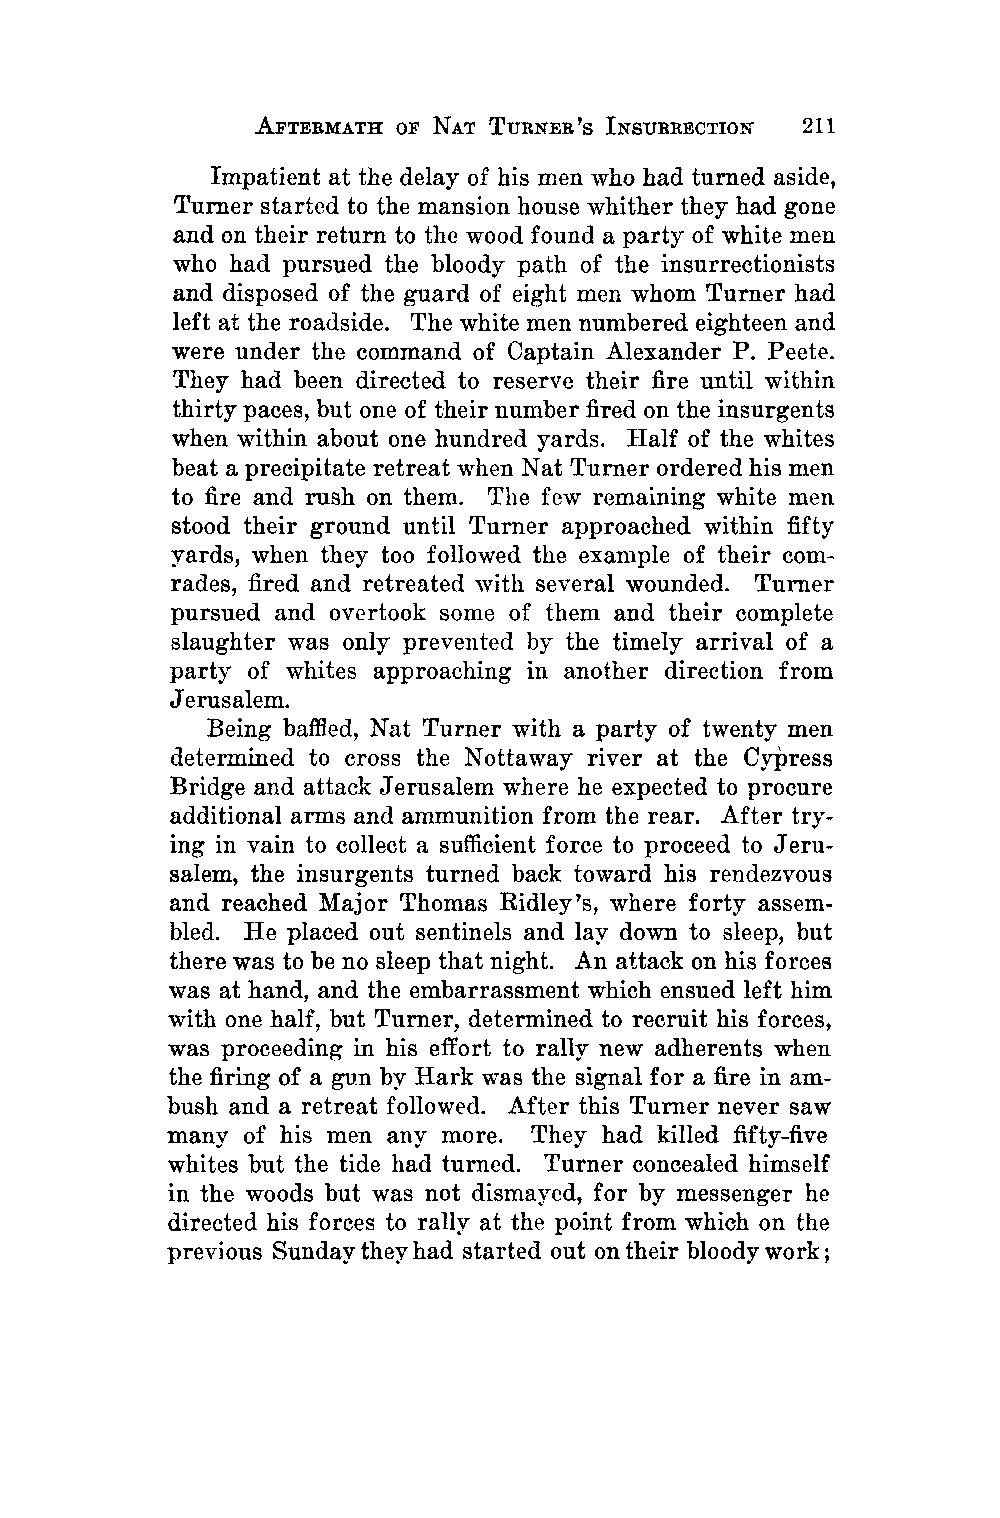 AFTERMATH OF NAT TURNER'S INSURRECTION 211
Impatient at the delay of his men who had turned aside,
Turner started to the mansion house whither they had gone
and on their return to the wood found a party of white men
who had pursued the bloody path of the insurrectionists
and disposed of the guard of eight men whom Turner had
left at the roadside. The white men numbered eighteen and
were under the command of Captain Alexander P. Peete.
They had been directed to reserve their fire until within
thirty paces, but one of their number fired on the insurgents
when within about one hundred yards. Half of the whites
beat a precipitate retreat when Nat Turner ordered his men
to fire and rush on them. The few remaining white men
stood their ground until Turner approached within fifty
yards, when they too followed the example of their com-
rades, fired and retreated with several wounded. Turner
pursued and overtook some of them and their complete
slaughter was only prevented by the timely arrival of a
party of whites approaching in another direction from
Jerusalem.
Being baffled, Nat Turner with a party of twenty men
determined to cross the Nottaway river at the Cypress
Bridge and attack Jerusalem where he expected to procure
additional arms and ammunition from the rear. After try-
ing in vain to collect a sufficient force to proceed to Jeru-
salem, the insurgents turned back toward his rendezvous
and reached Major Thomas Ridley's, where forty assem-
bled. He placed out sentinels and lay down to sleep, but
there was to be no sleep that night. An attack on his forces
was at hand, and the embarrassment which ensued left him
with one half, but Turner, determined to recruit his forces,
was proceeding in his effort to rally new adherents when
the firing of a gun by Hark was the signal for a fire in am-
bush and a retreat followed. After this Turner never saw
many of his men any more. They had killed fifty-five
whites but the tide had turned. Turner concealed himself
in the woods but was not dismayed, for by messenger he
directed his forces to rally at the point from which on the
previous Sunday they had started out on their bloody work;